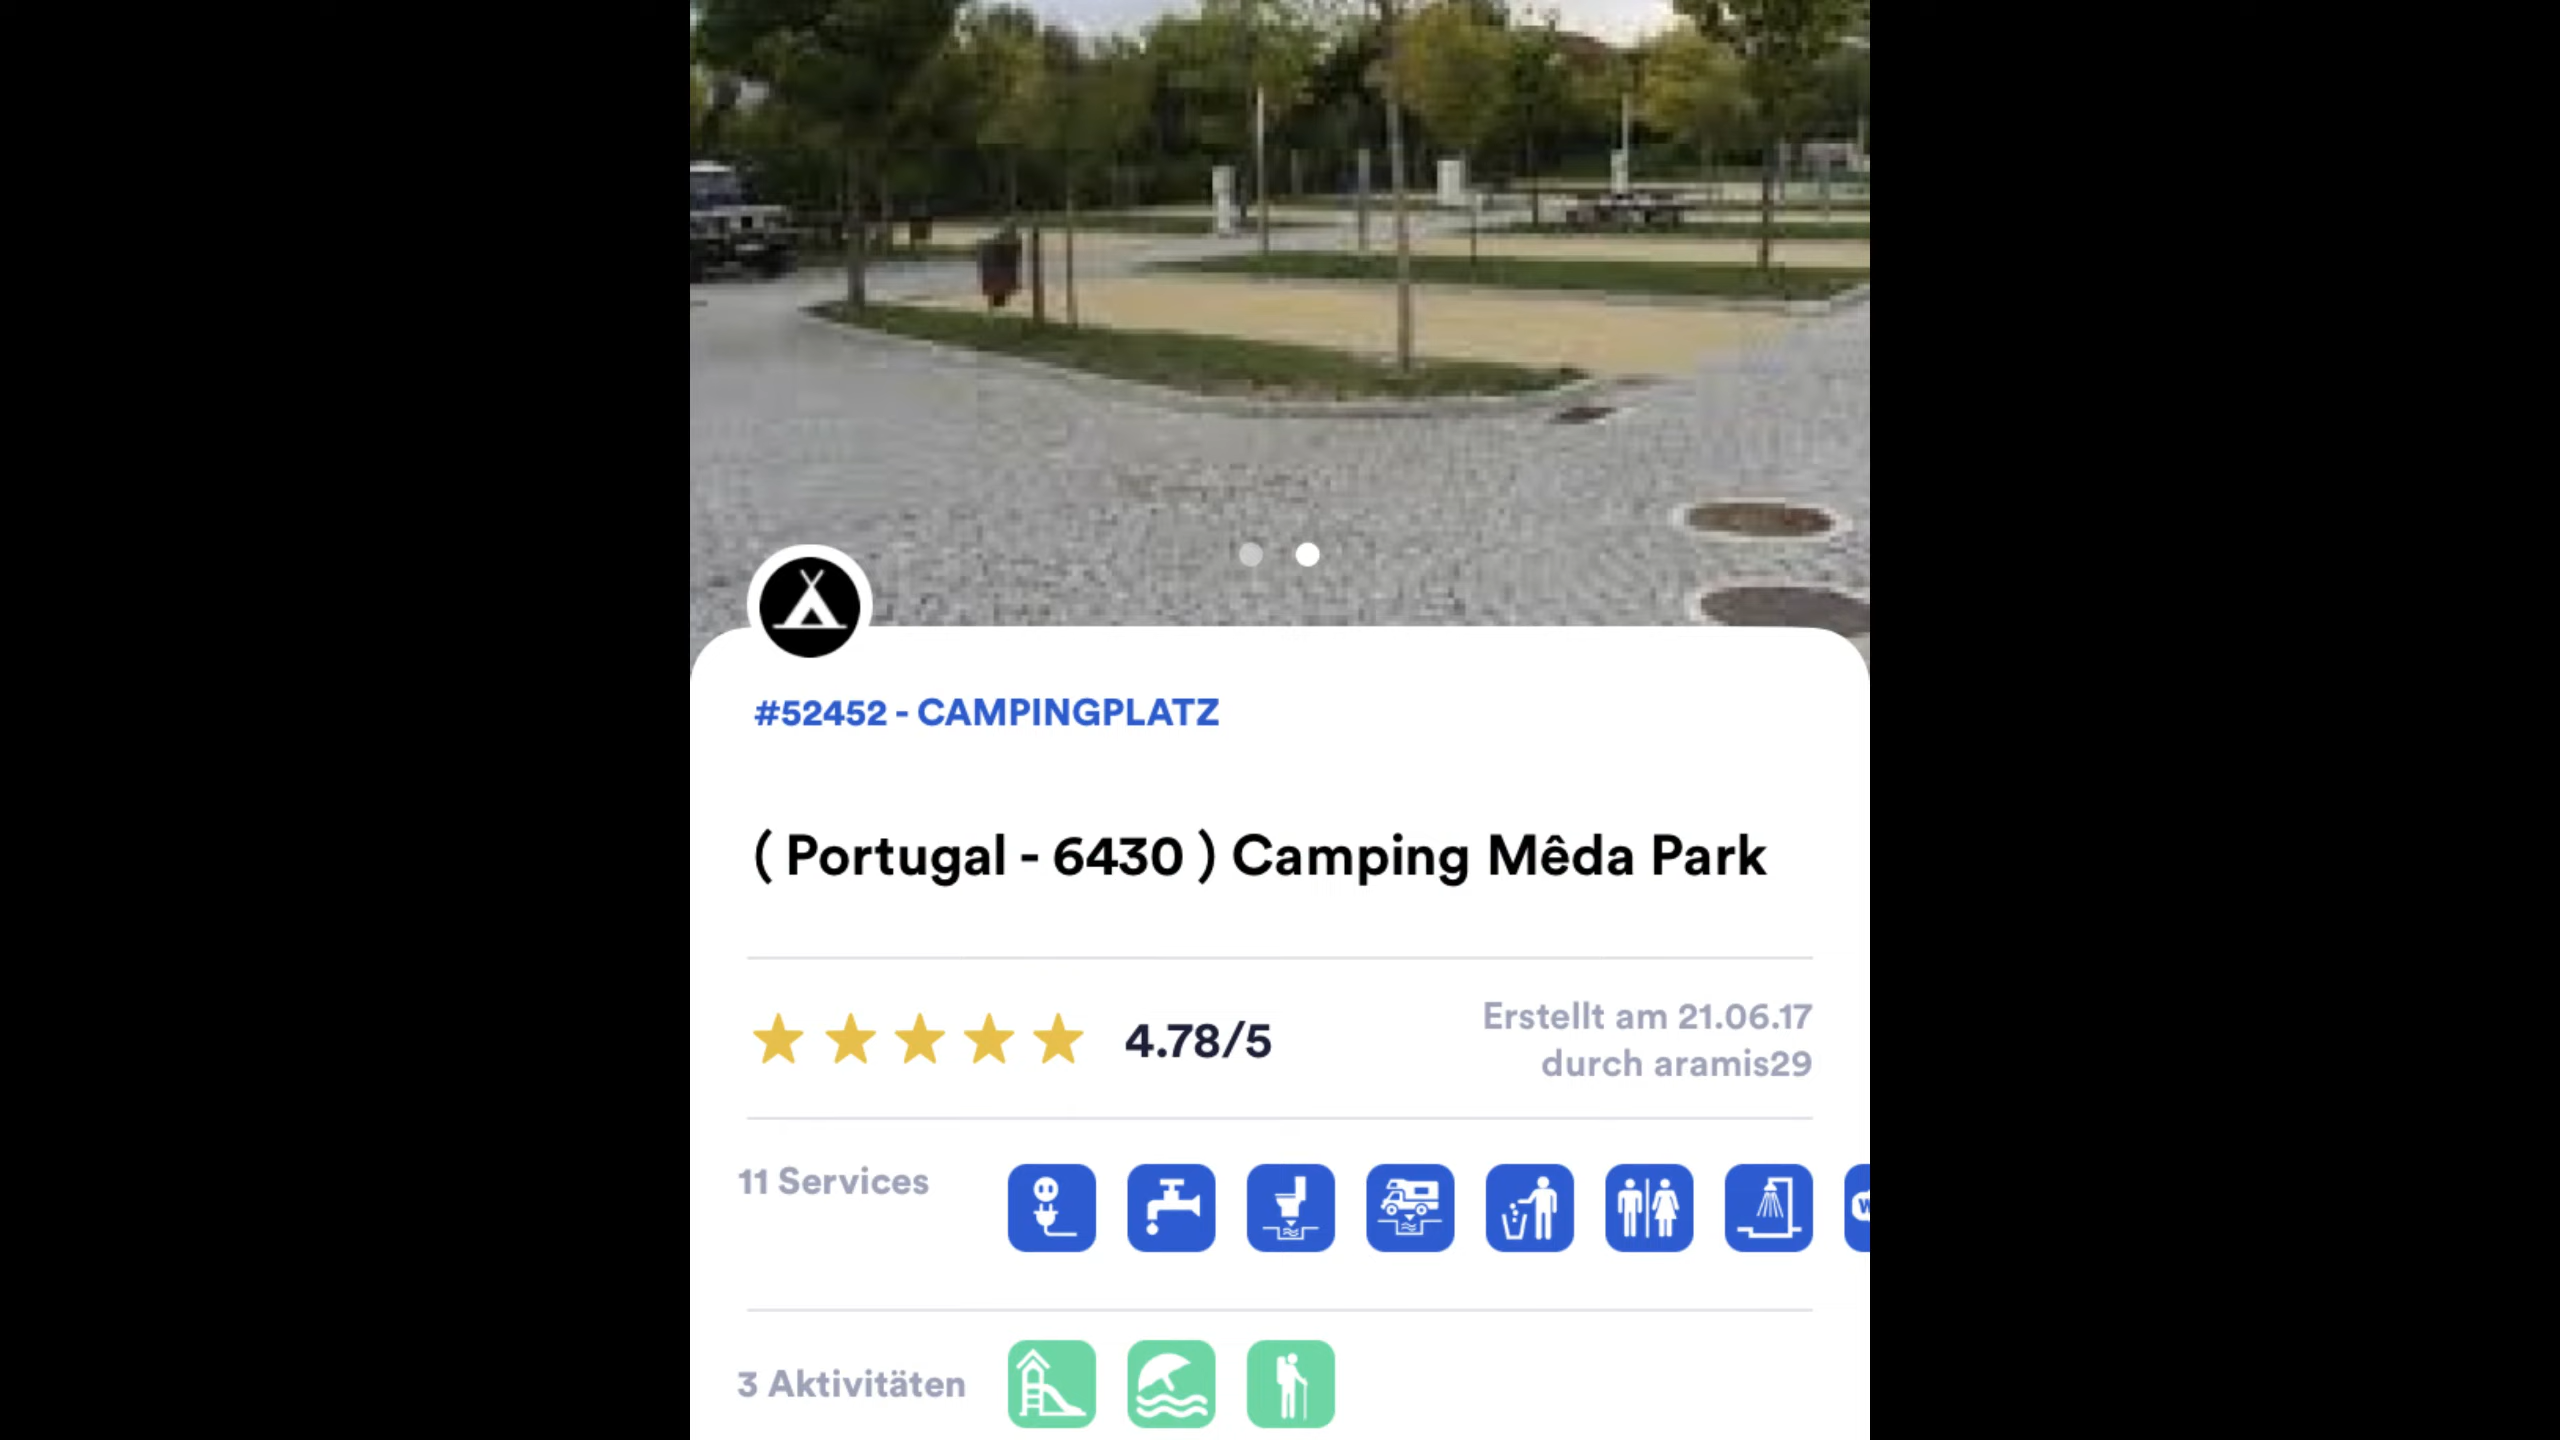 #52452 - CAMPINGPLATZ
( Portugal - 6430 ) Camping Mêda Park
4.78/5
Erstellt am 21.06.17
durch aramis29
11 Services
3 Aktivitäten